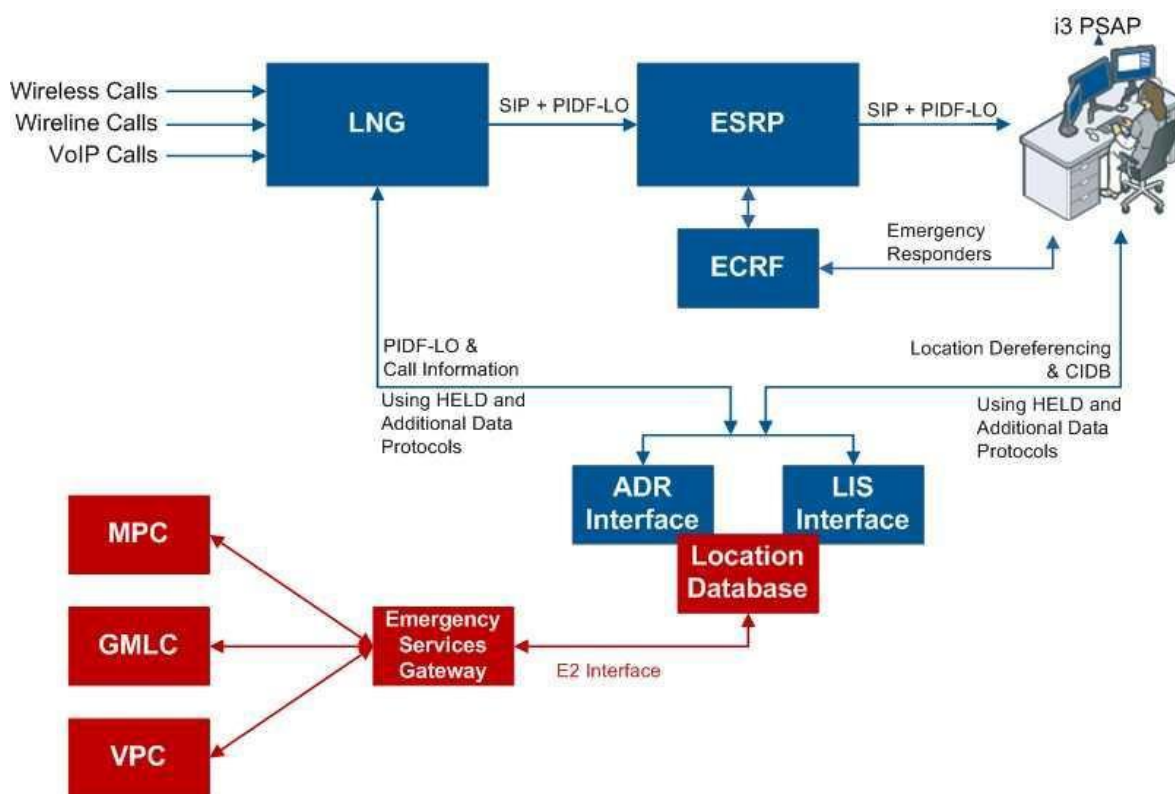 i3 PSAP
Wireless Calls
Wireline Calls
VoIP Calls
LNG
SIP + PIDF-LO
ESRP
SIP + PIDF-LO
ECRF
Emergency
Responders
PIDF-LO &
Call Information
Using HELD and
Additional Data
Protocols
Location Dereferencing
& CIDB
Using HELD and
Additional Data
Protocols
ADR
Interface
LIS
Interface
Location
Database
MPC
GMLC
VPC
Emergency
Services
Gateway
E2 Interface